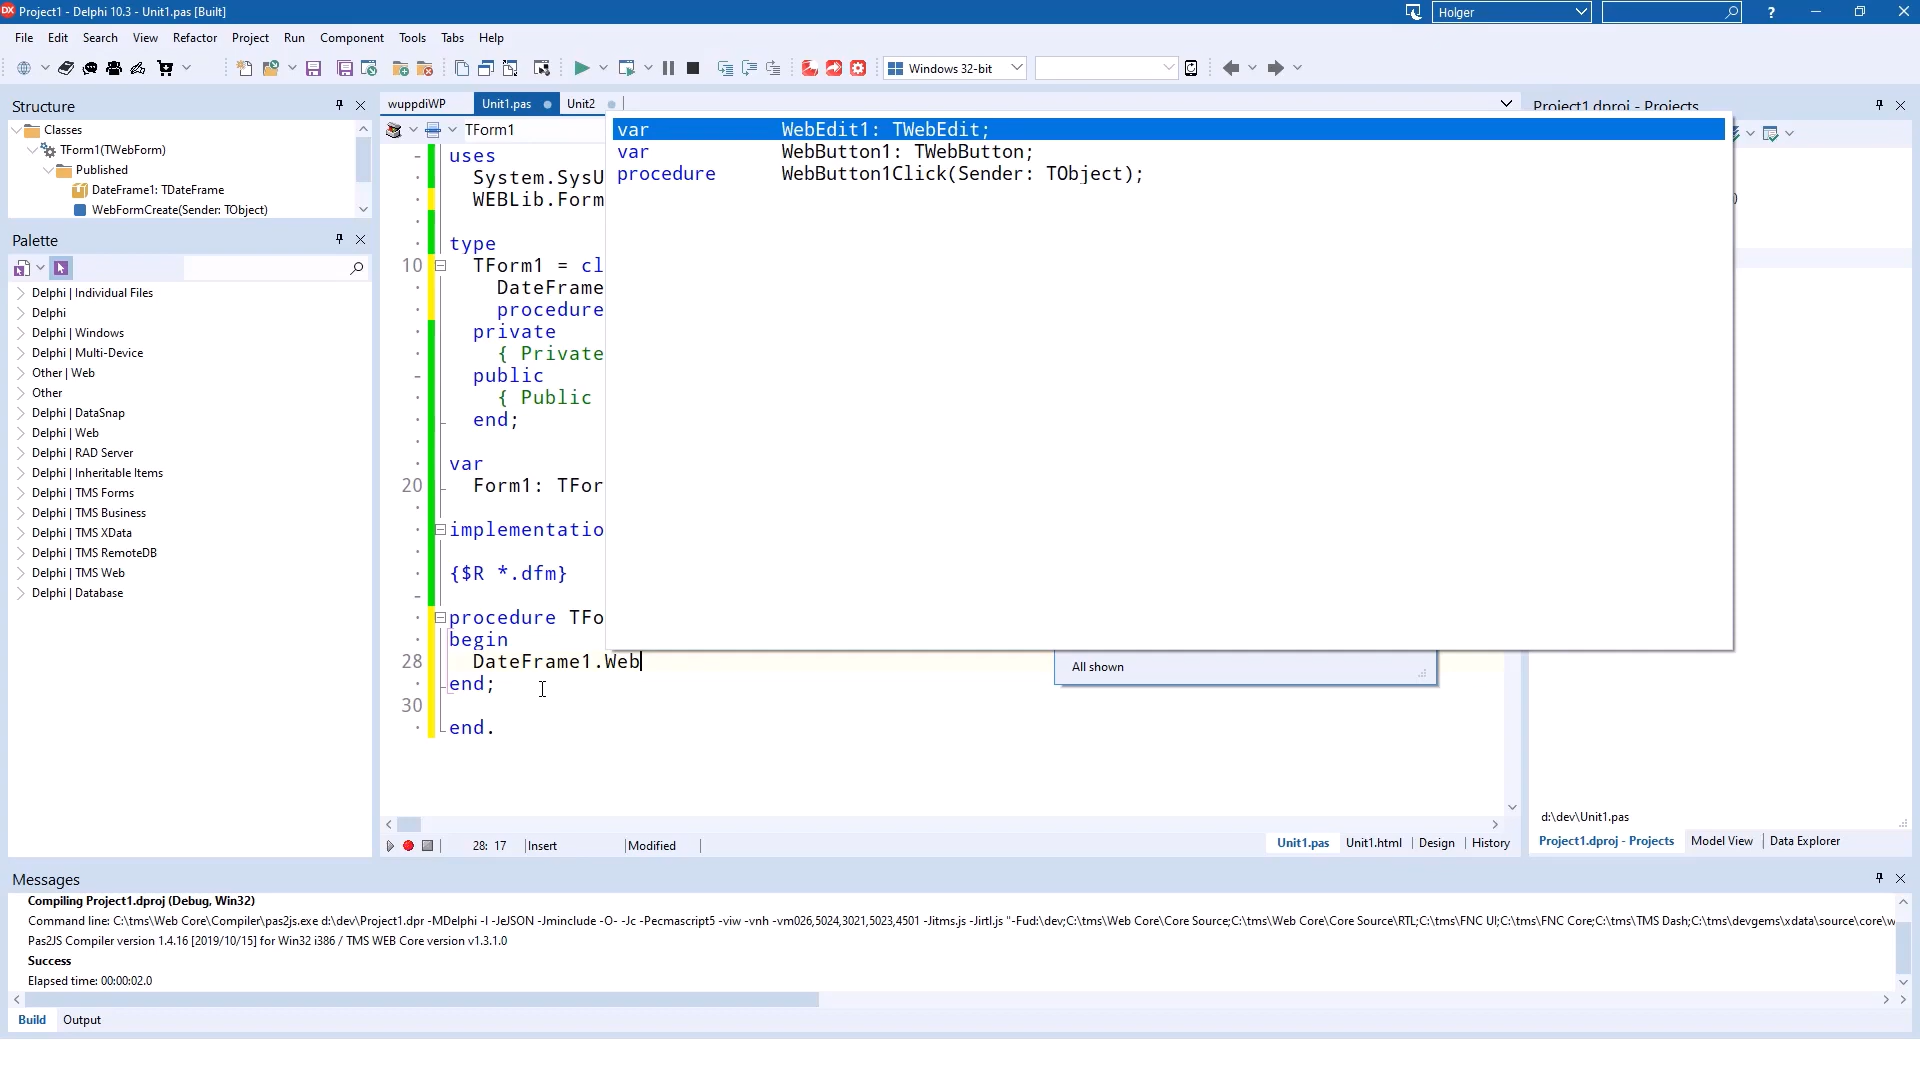 Project1 - Delphi 10.3 - Unit1.pas [Built]
Holger
?
File Edit Search View Refactor Project Run Component Tools Tabs Help
Windows 32-bit
Structure
Classes
TForm1(TWebForm)
Published
DateFrame1: TDateFrame
WebFormCreate(Sender: TObject)
Palette
Delphi | Individual Files
Delphi
Delphi | Windows
Delphi | Multi-Device
Other | Web
Other
Delphi | DataSnap
Delphi | Web
Delphi | RAD Server
Delphi | Inheritable Items
Delphi | TMS Forms
Delphi | TMS Business
Delphi | TMS XData
Delphi | TMS RemoteDB
Delphi | TMS Web
Delphi | Database
wuppdiWP Unit1.pas Unit2
TForm1
uses
System.SysU
WEBLib.Form
type
10 TForm1 = cl
DateFrame
procedure
private
{ Private
public
{ Public
end;
var
20 Form1: TFor
implementatio
{$R *.dfm}
procedure TFo
begin
28 DateFrame1.Web
end;
30
end.
var WebEdit1: TWebEdit;
var WebButton1: TWebButton;
procedure WebButton1Click(Sender: TObject);
All shown
28: 17 Insert Modified
Unit1.pas Unit1.html Design History
Project1.dproj - Projects
)
d:\dev\Unit1.pas
Project1.dproj - Projects Model View Data Explorer
Messages
Compiling Project1.dproj (Debug, Win32)
Command line: C:\tms\Web Core\Compiler\pas2js.exe d:\dev\Project1.dpr -MDelphi -l -JeJSON -Jminclude -O- -Jc -Pecmascript5 -viw -vnh -vm026,5024,3021,5023,4501 -Jitms.js -Jirtl.js "-Fud:\dev;C:\tms\Web Core\Core Source;C:\tms\Web Core\Core Source\RTL;C:\tms\FNC UI;C:\tms\FNC Core;C:\tms\TMS Dash;C:\tms\devgems\xdata\source\core\w
Pas2JS Compiler version 1.4.16 [2019/10/15] for Win32 i386 / TMS WEB Core version v1.3.1.0
Success
Elapsed time: 00:00:02.0
Build Output